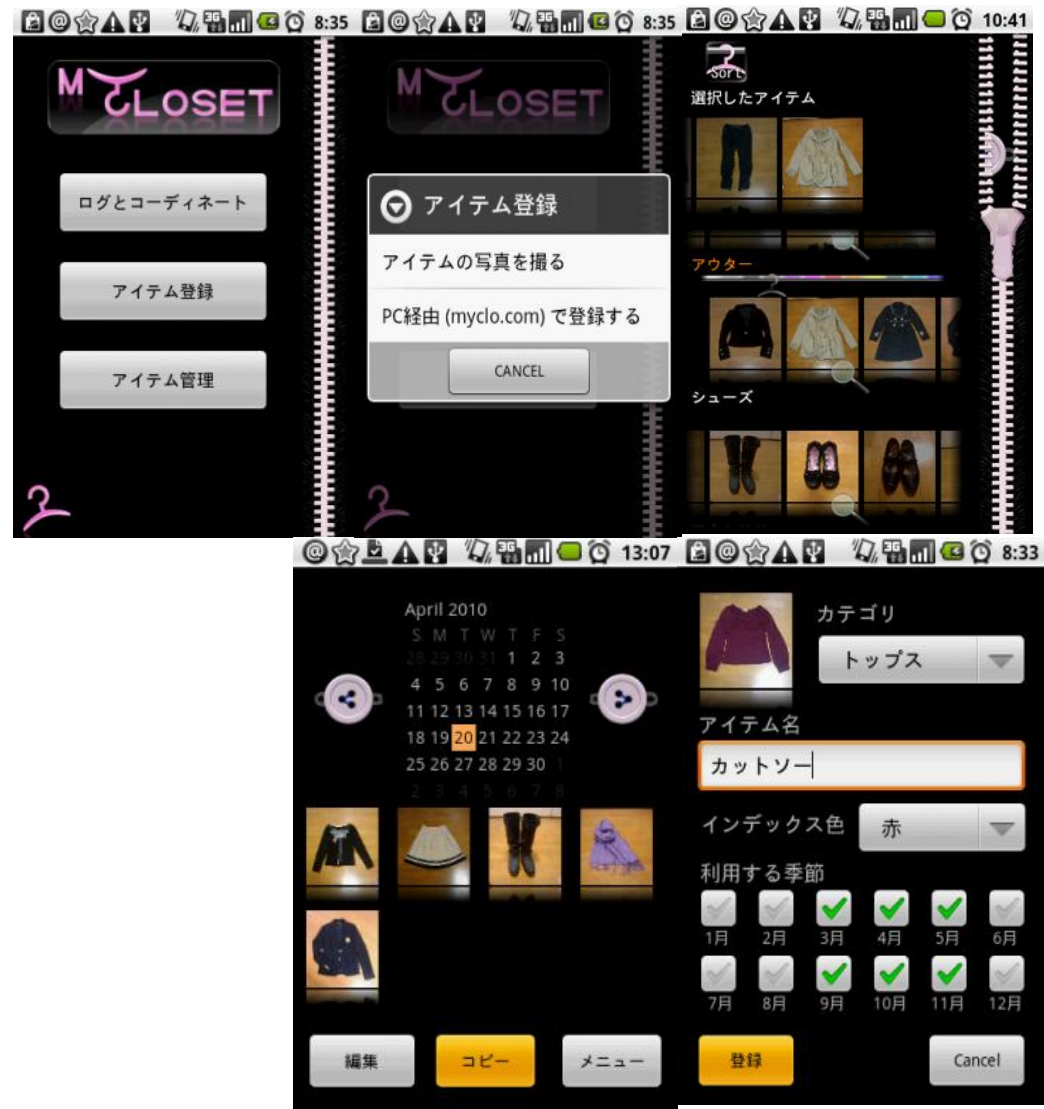 8:35
MY CLOSET
ログとコーディネート
アイテム登録
アイテム管理
8:35
MY CLOSET
アイテム登録
アイテムの写真を撮る
PC経由 (myclo.com) で登録する
CANCEL
3G 10:41
Sort
選択したアイテム
アウター
シューズ
3G 13:07
April 2010
S M T W T F S
28 29 30 31 1 2 3
4 5 6 7 8 9 10
11 12 13 14 15 16 17
18 19 20 21 22 23 24
25 26 27 28 29 30 1
2 3 4 5 6 7 8
編集 コピー メニュー
3G 8:33
カテゴリ
トップス
アイテム名
カットソー
インデックス色 赤
利用する季節
1月 2月 3月 4月 5月 6月
7月 8月 9月 10月 11月 12月
登録 Cancel